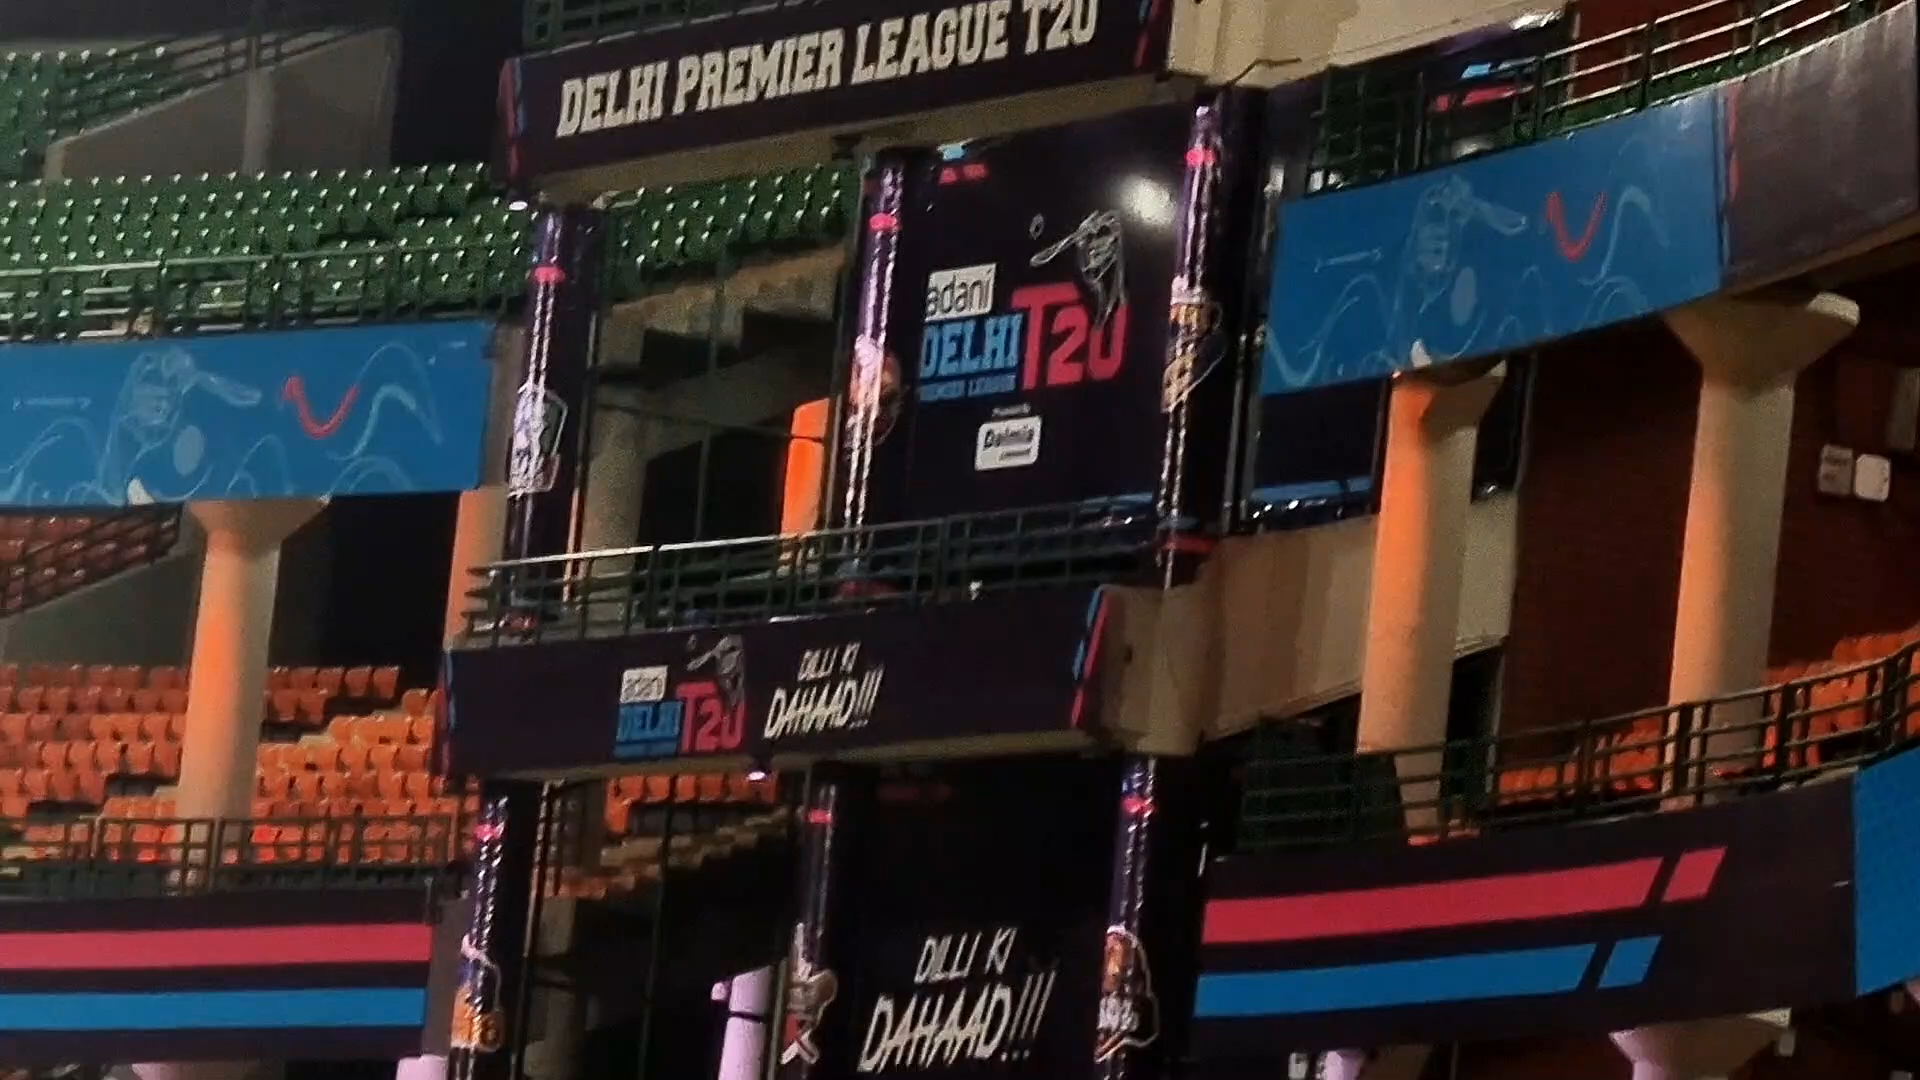 DELHI PREMIER LEAGUE T20
adani
DELHI T20
PREMIER LEAGUE
Dalmia
adani
DELHI T20
DILLI KI
DAHAAD!!!
DILLI KI
DAHAAD!!!